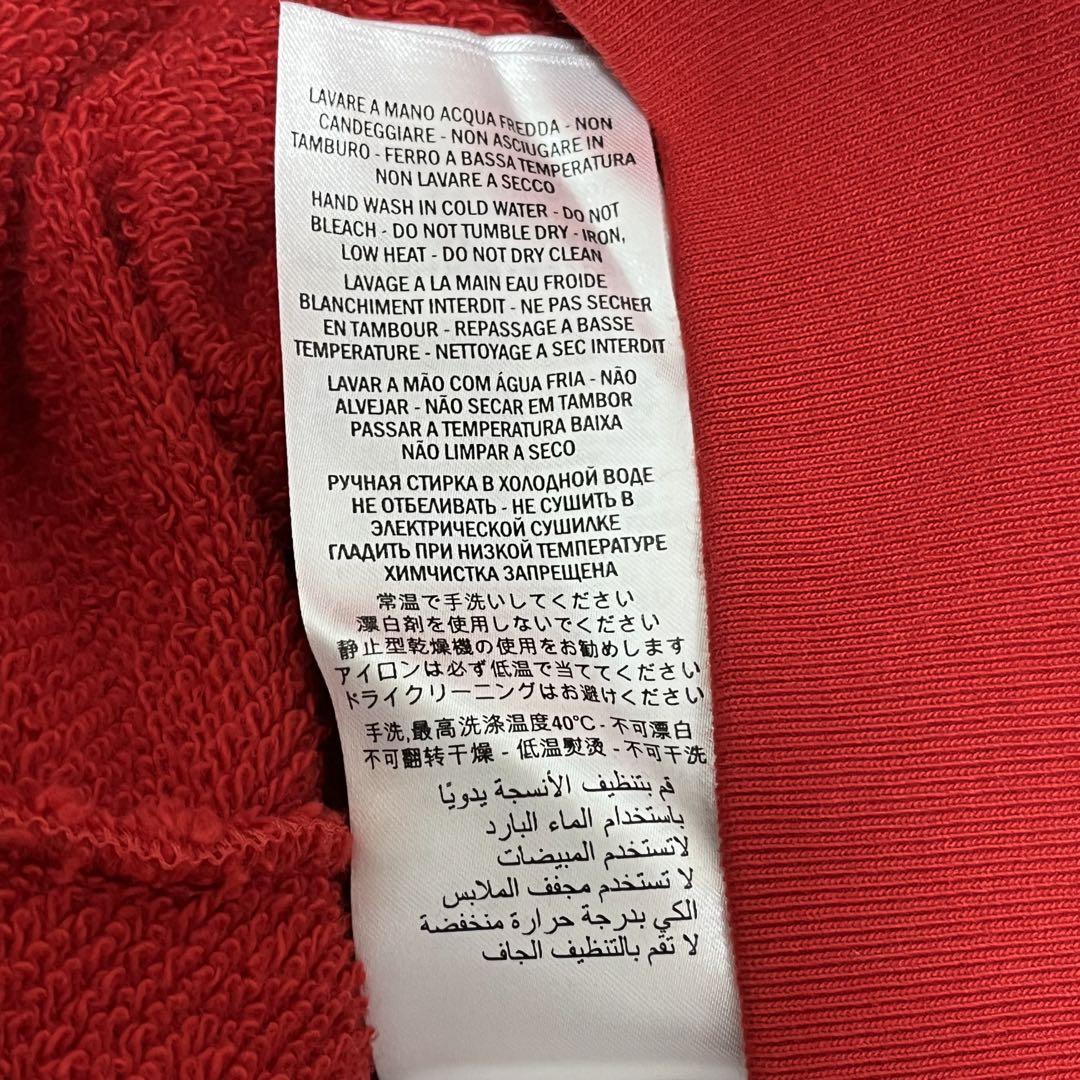 LAVARE A MANO ACQUA FREDDA - NON
CANDEGGIARE - NON ASCIUGARE IN
TAMBURO - FERRO A BASSA TEMPERATURA
NON LAVARE A SECCO
HAND WASH IN COLD WATER - DO NOT
BLEACH - DO NOT TUMBLE DRY - IRON,
LOW HEAT - DO NOT DRY CLEAN
LAVAGE A LA MAIN EAU FROIDE
BLANCHIMENT INTERDIT - NE PAS SECHER
EN TAMBOUR - REPASSAGE A BASSE
TEMPERATURE - NETTOYAGE A SEC INTERDIT
LAVAR A MÃO COM ÁGUA FRIA - NÃO
ALVEJAR - NÃO SECAR EM TAMBOR
PASSAR A TEMPERATURA BAIXA
NÃO LIMPAR A SECO
РУЧНАЯ СТИРКА В ХОЛОДНОЙ ВОДЕ
НЕ ОТБЕЛИВАТЬ - НЕ СУШИТЬ В
ЭЛЕКТРИЧЕСКОЙ СУШИЛКЕ
ГЛАДИТЬ ПРИ НИЗКОЙ ТЕМПЕРАТУРЕ
ХИМЧИСТКА ЗАПРЕЩЕНА
常温で手洗いしてください
漂白剤を使用しないでください
静止型乾燥機の使用をお勧めします
アイロンは必ず低温で当ててください
ドライクリーニングはお避けください
手洗,最高洗涤温度40°C - 不可漂白
不可翻转干燥 - 低温熨烫 - 不可干洗
قم بتنظيف الأنسجة يدويًا
باستخدام الماء البارد
لاتستخدم المبيضات
لا تستخدم مجفف الملابس
الكي بدرجة حرارة منخفضة
لا تقم بالتنظيف الجاف